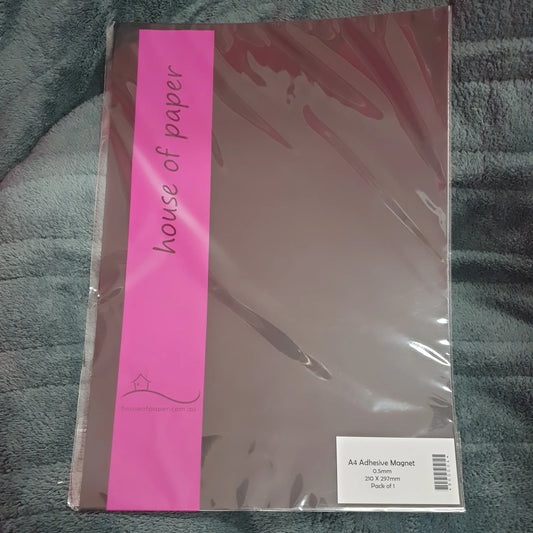 house of paper
houseofpaper.com.au
A4 Adhesive Magnet
0.5mm
210 X 297mm
Pack of 1